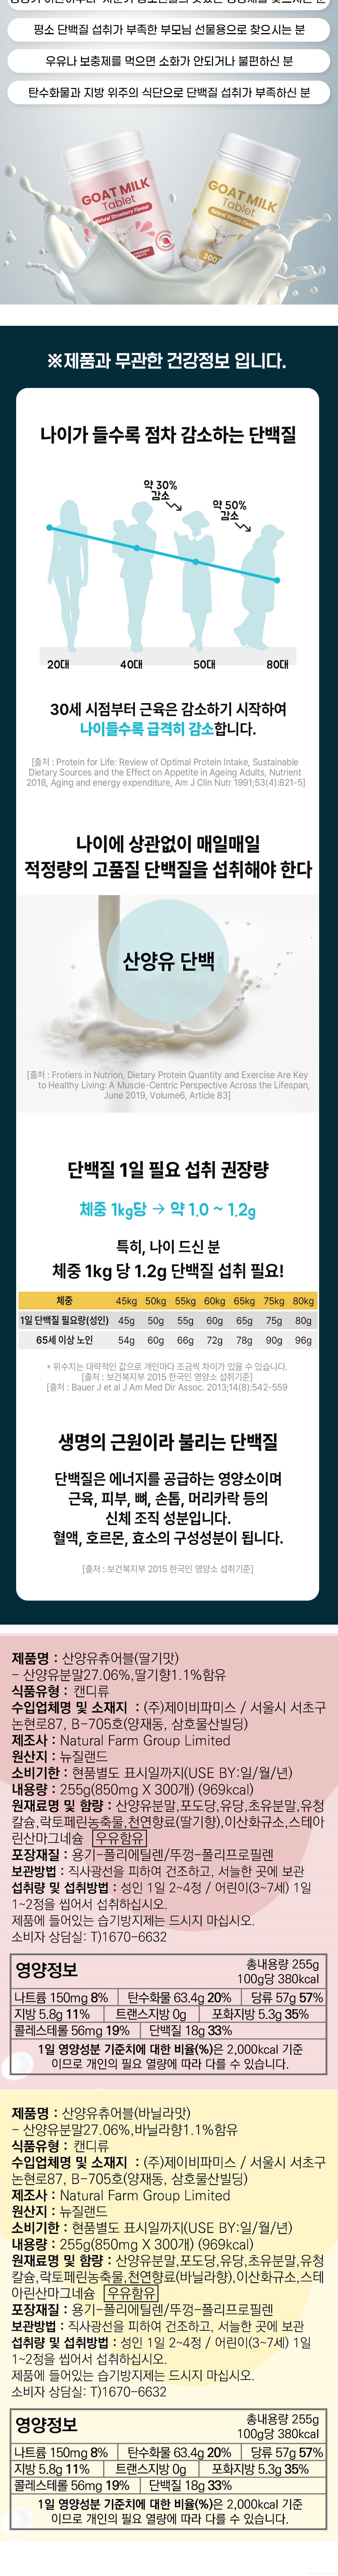 평소 단백질 섭취가 부족한 부모님 선물용으로 찾으시는 분
우유나 보충제를 먹으면 소화가 안되거나 불편하신 분
탄수화물과 지방 위주의 식단으로 단백질 섭취가 부족하신 분
GOAT MILK
Tablet
Natural Strawberry Flavour
GOAT MILK
Tablet
Natural Vanilla Flavour
300
※제품과 무관한 건강정보 입니다.
나이가 들수록 점차 감소하는 단백질
약 30%
감소
약 50%
감소
20대 40대 50대 80대
30세 시점부터 근육은 감소하기 시작하여
나이들수록 급격히 감소합니다.
[출처 : Protein for Life: Review of Optimal Protein Intake, Sustainable
Dietary Sources and the Effect on Appetite in Ageing Adults, Nutrient
2018, Aging and energy expenditure, Am J Clin Nutr 1991;53(4):821-5]
나이에 상관없이 매일매일
적정량의 고품질 단백질을 섭취해야 한다
산양유 단백
[출처 : Frotiers in Nutrion, Dietary Protein Quantity and Exercise Are Key
to Healthy Living: A Muscle-Centric Perspective Across the Lifespan,
June 2019, Volume6, Article 83]
단백질 1일 필요 섭취 권장량
체중 1kg당 → 약 1.0 ~ 1.2g
특히, 나이 드신 분
체중 1kg 당 1.2g 단백질 섭취 필요!
체중 45kg 50kg 55kg 60kg 65kg 75kg 80kg
1일 단백질 필요량(성인) 45g 50g 55g 60g 65g 75g 80g
65세 이상 노인 54g 60g 66g 72g 78g 90g 96g
* 위수치는 대략적인 값으로 개인마다 조금씩 차이가 있을 수 있습니다.
[출처 : 보건복지부 2015 한국인 영양소 섭취기준]
[출처 : Bauer J et al J Am Med Dir Assoc. 2013;14(8):542-559
생명의 근원이라 불리는 단백질
단백질은 에너지를 공급하는 영양소이며
근육, 피부, 뼈, 손톱, 머리카락 등의
신체 조직 성분입니다.
혈액, 호르몬, 효소의 구성성분이 됩니다.
[출처 : 보건복지부 2015 한국인 영양소 섭취기준]
제품명 : 산양유츄어블(딸기맛)
- 산양유분말27.06%,딸기향1.1%함유
식품유형 : 캔디류
수입업체명 및 소재지 : (주)제이비파미스 / 서울시 서초구
논현로87, B-705호(양재동, 삼호물산빌딩)
제조사 : Natural Farm Group Limited
원산지 : 뉴질랜드
소비기한 : 현품별도 표시일까지(USE BY:일/월/년)
내용량 : 255g(850mg X 300개) (969kcal)
원재료명 및 함량 : 산양유분말,포도당,유당,초유분말,유청
칼슘,락토페린농축물,천연향료(딸기향),이산화규소,스테아
린산마그네슘 우유함유
포장재질 : 용기-폴리에틸렌/뚜껑-폴리프로필렌
보관방법 : 직사광선을 피하여 건조하고, 서늘한 곳에 보관
섭취량 및 섭취방법 : 성인 1일 2~4정 / 어린이(3~7세) 1일
1~2정을 씹어서 섭취하십시오.
제품에 들어있는 습기방지제는 드시지 마십시오.
소비자 상담실: T)1670-6632
영양정보
총내용량 255g
100g당 380kcal
나트륨 150mg 8% 탄수화물 63.4g 20% 당류 57g 57%
지방 5.8g 11% 트랜스지방 0g 포화지방 5.3g 35%
콜레스테롤 56mg 19% 단백질 18g 33%
1일 영양성분 기준치에 대한 비율(%)은 2,000kcal 기준
이므로 개인의 필요 열량에 따라 다를 수 있습니다.
제품명 : 산양유츄어블(바닐라맛)
- 산양유분말27.06%,바닐라향1.1%함유
식품유형 : 캔디류
수입업체명 및 소재지 : (주)제이비파미스 / 서울시 서초구
논현로87, B-705호(양재동, 삼호물산빌딩)
제조사 : Natural Farm Group Limited
원산지 : 뉴질랜드
소비기한 : 현품별도 표시일까지(USE BY:일/월/년)
내용량 : 255g(850mg X 300개) (969kcal)
원재료명 및 함량 : 산양유분말,포도당,유당,초유분말,유청
칼슘,락토페린농축물,천연향료(바닐라향),이산화규소,스테
아린산마그네슘 우유함유
포장재질 : 용기-폴리에틸렌/뚜껑-폴리프로필렌
보관방법 : 직사광선을 피하여 건조하고, 서늘한 곳에 보관
섭취량 및 섭취방법 : 성인 1일 2~4정 / 어린이(3~7세) 1일
1~2정을 씹어서 섭취하십시오.
제품에 들어있는 습기방지제는 드시지 마십시오.
소비자 상담실: T)1670-6632
영양정보
총내용량 255g
100g당 380kcal
나트륨 150mg 8% 탄수화물 63.4g 20% 당류 57g 57%
지방 5.8g 11% 트랜스지방 0g 포화지방 5.3g 35%
콜레스테롤 56mg 19% 단백질 18g 33%
1일 영양성분 기준치에 대한 비율(%)은 2,000kcal 기준
이므로 개인의 필요 열량에 따라 다를 수 있습니다.